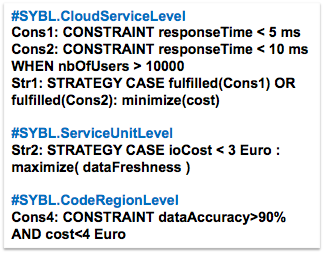 #SYBL.CloudServiceLevel
Cons1: CONSTRAINT responseTime < 5 ms
Cons2: CONSTRAINT responseTime < 10 ms
WHEN nbOfUsers > 10000
Str1: STRATEGY CASE fulfilled(Cons1) OR
fulfilled(Cons2): minimize(cost)
#SYBL.ServiceUnitLevel
Str2: STRATEGY CASE ioCost < 3 Euro :
maximize( dataFreshness )
#SYBL.CodeRegionLevel
Cons4: CONSTRAINT dataAccuracy>90%
AND cost<4 Euro